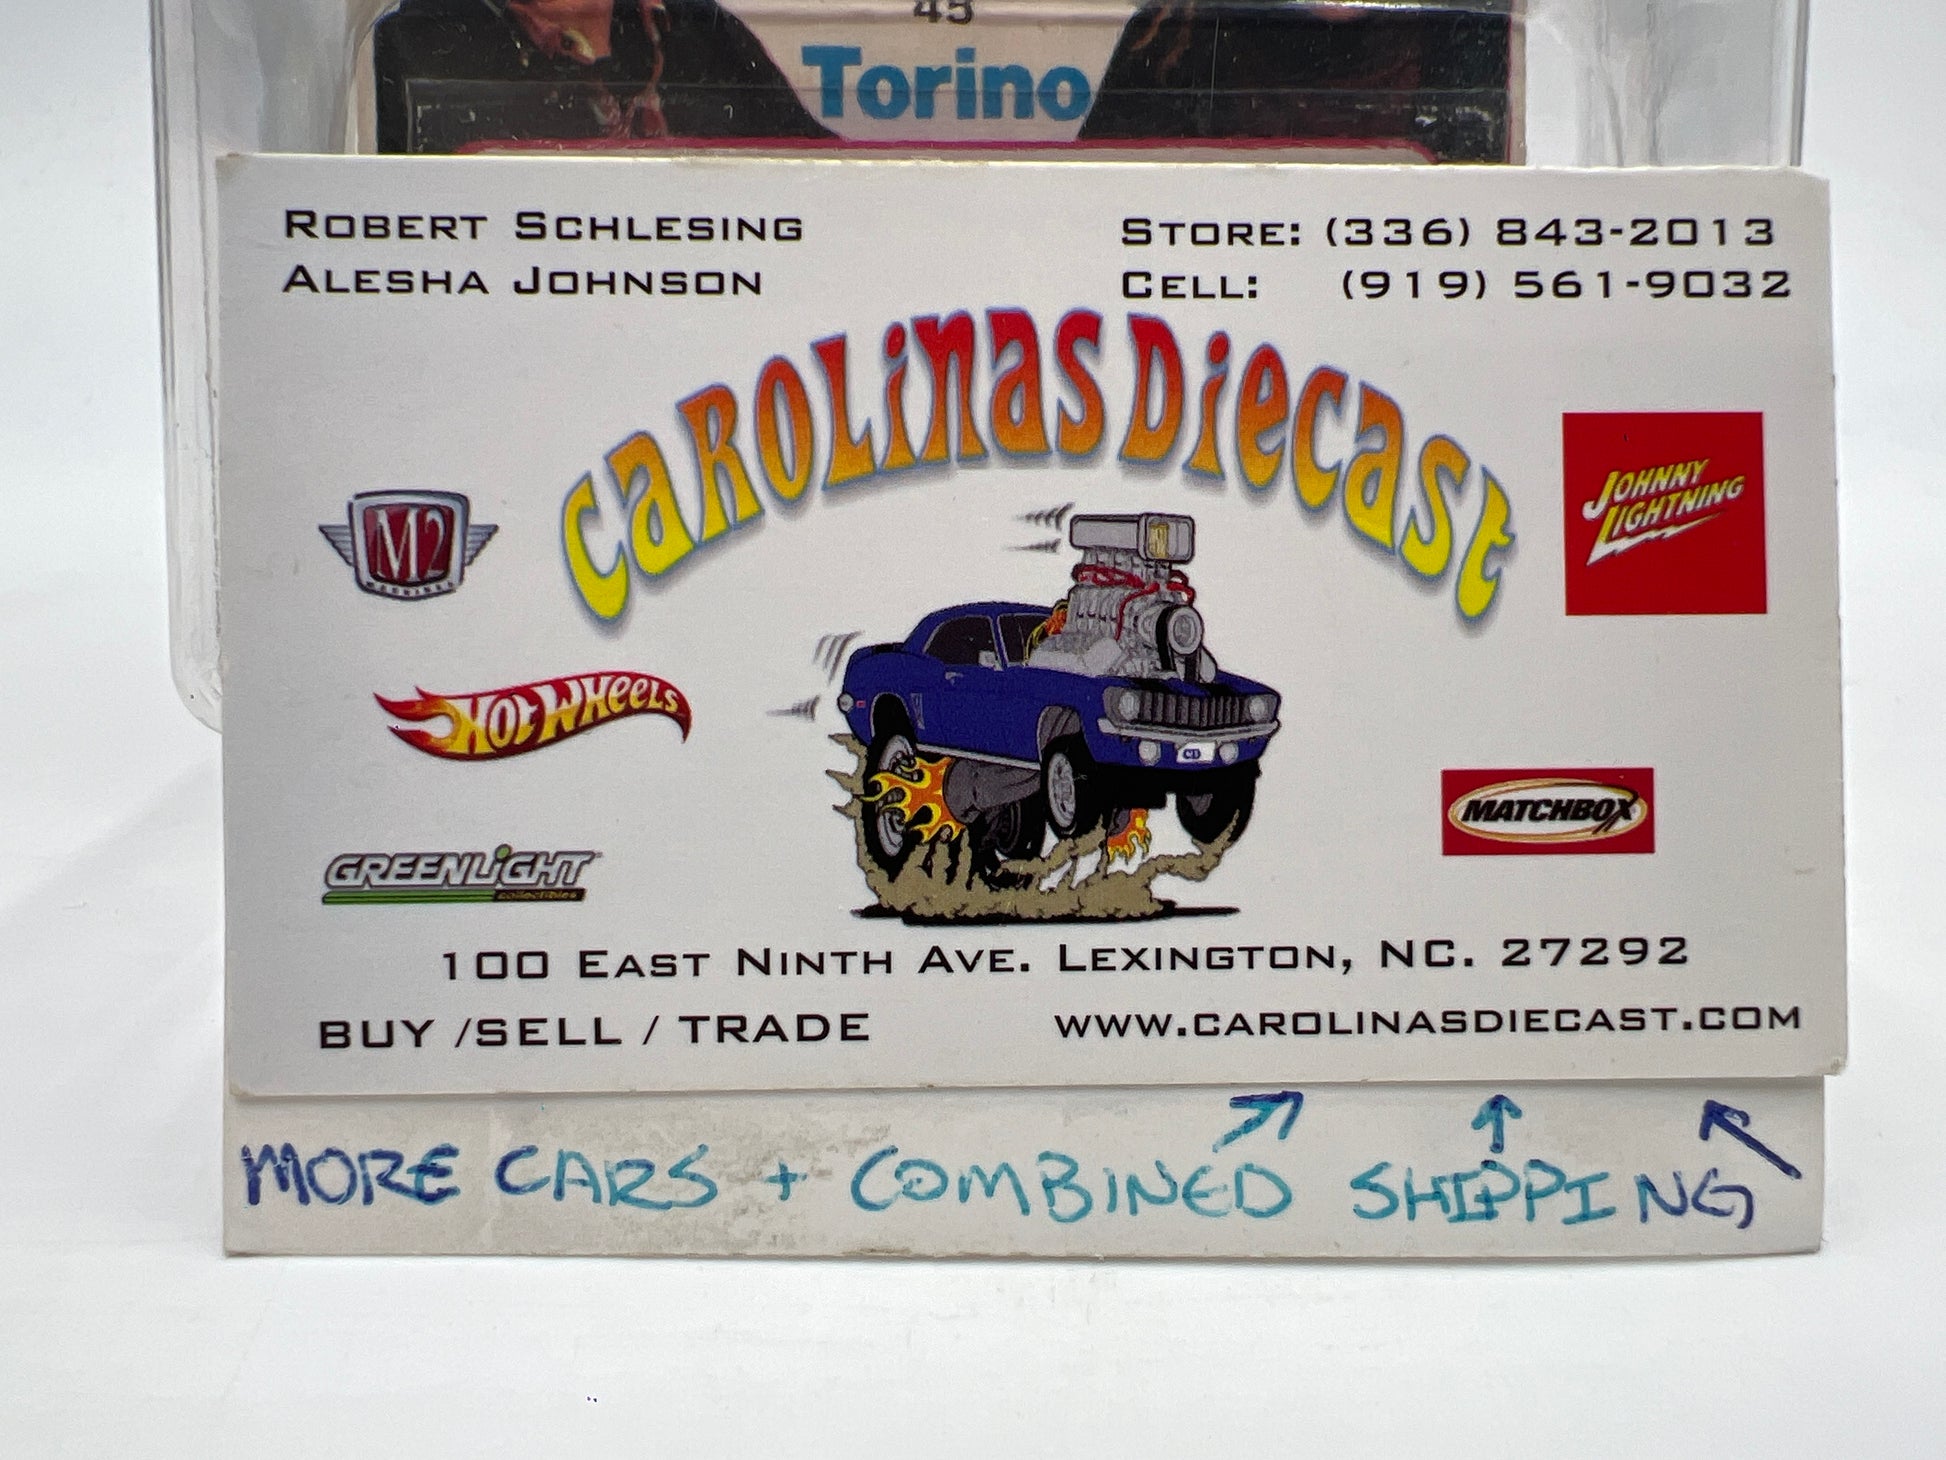 45
Torino
ROBERT SCHLESING
ALESHA JOHNSON
STORE: (336) 843-2013
CELL: (919) 561-9032
CAROLINAS DIECAST
M2
JOHNNY
LIGHTNING
HOT WHEELS
MATCHBOX
GREENLIGHT
collectibles
100 EAST NINTH AVE. LEXINGTON, NC. 27292
BUY /SELL / TRADE
WWW.CAROLINASDIECAST.COM
MORE CARS + COMBINED SHIPPING